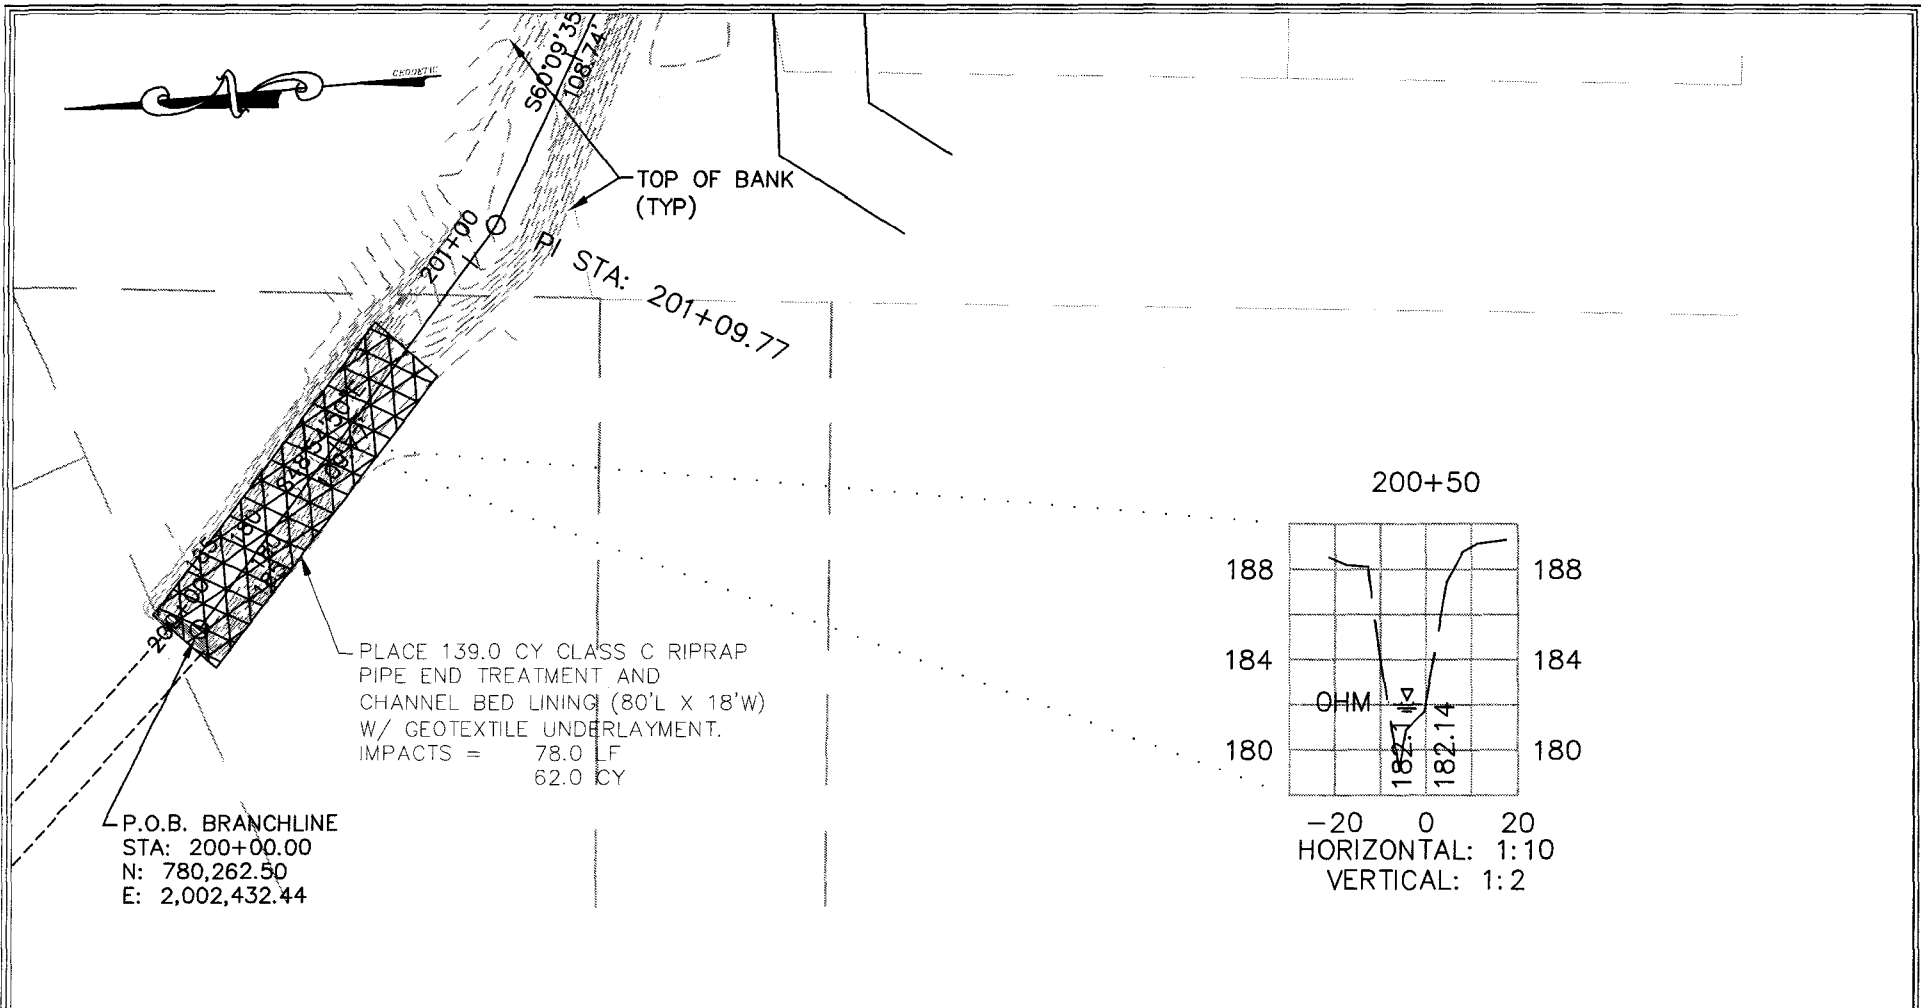 GEODETIC
S60°09'35
108.74'
TOP OF BANK
(TYP)
201+00
PI STA: 201+09.77
200+00
180
PLACE 139.0 CY CLASS C RIPRAP
PIPE END TREATMENT AND
CHANNEL BED LINING (80'L X 18'W)
W/ GEOTEXTILE UNDERLAYMENT.
IMPACTS = 78.0 LF
62.0 CY
P.O.B. BRANCHLINE
STA: 200+00.00
N: 780,262.50
E: 2,002,432.44
200+50
188 188
184 184
OHM
182.14
180 180
-20 0 20
HORIZONTAL: 1:10
VERTICAL: 1:2